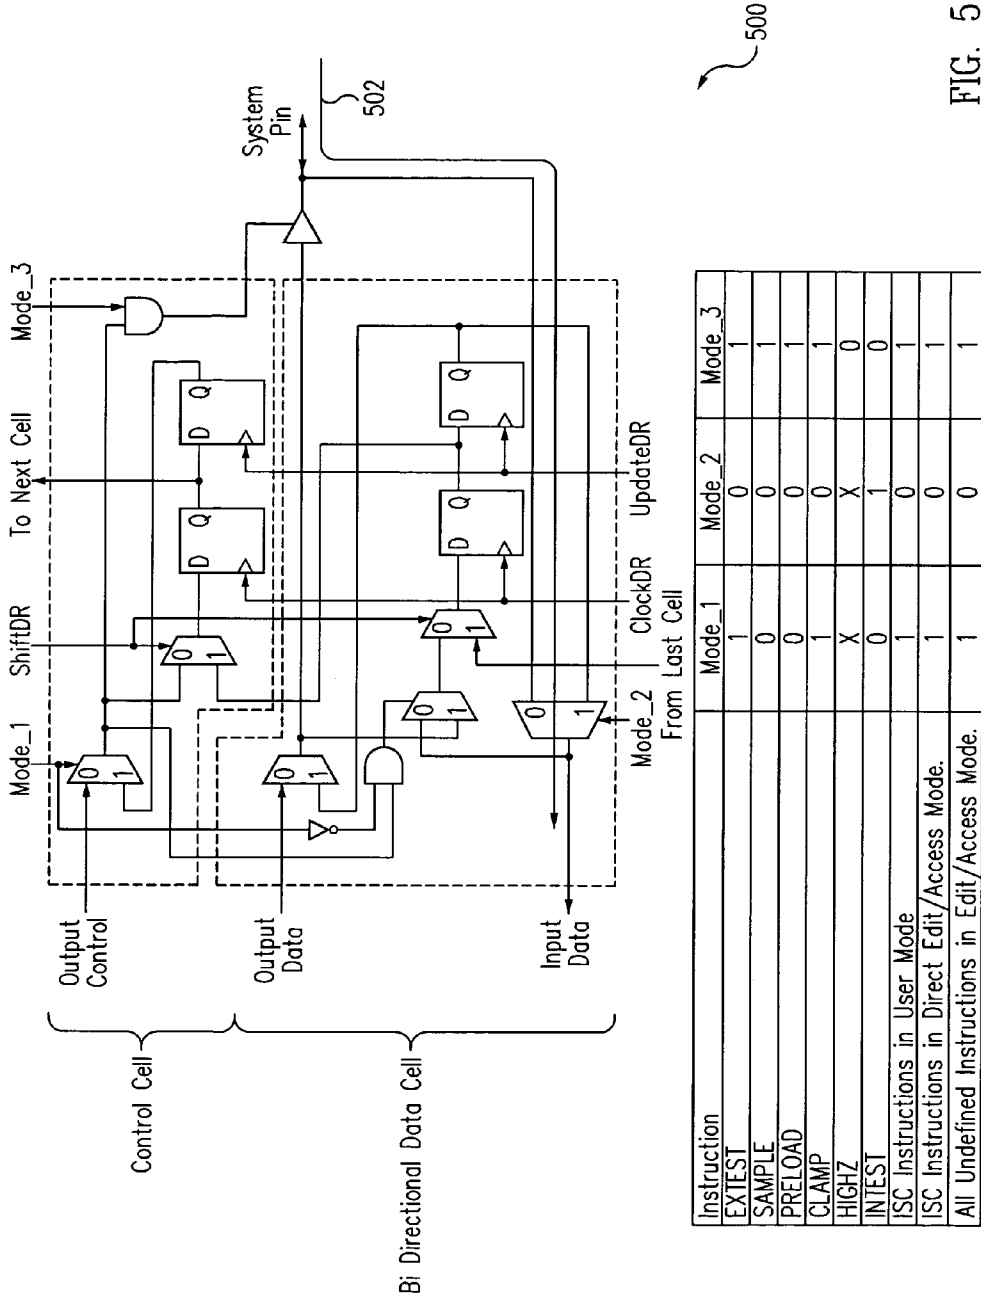 Mode_1
ShiftDR
To Next Cell
Mode_3
Output
Control
0
1
0
1
D Q
D Q
System
Pin
502
Control Cell
Output
Data
0
1
0
1
0
1
D Q
D Q
0
1
Input
Data
Bi Directional Data Cell
Mode_2
From Last Cell
ClockDR
UpdateDR
500
Instruction Mode_1 Mode_2 Mode_3
EXTEST 1 0 1
SAMPLE 0 0 1
PRELOAD 0 0 1
CLAMP 1 0 1
HIGHZ X X 0
INTEST 0 1 0
ISC Instructions in User Mode 1 0 1
ISC Instructions in Direct Edit/Access Mode. 1 0 1
All Undefined Instructions in Edit/Access Mode. 1 0 1
FIG. 5